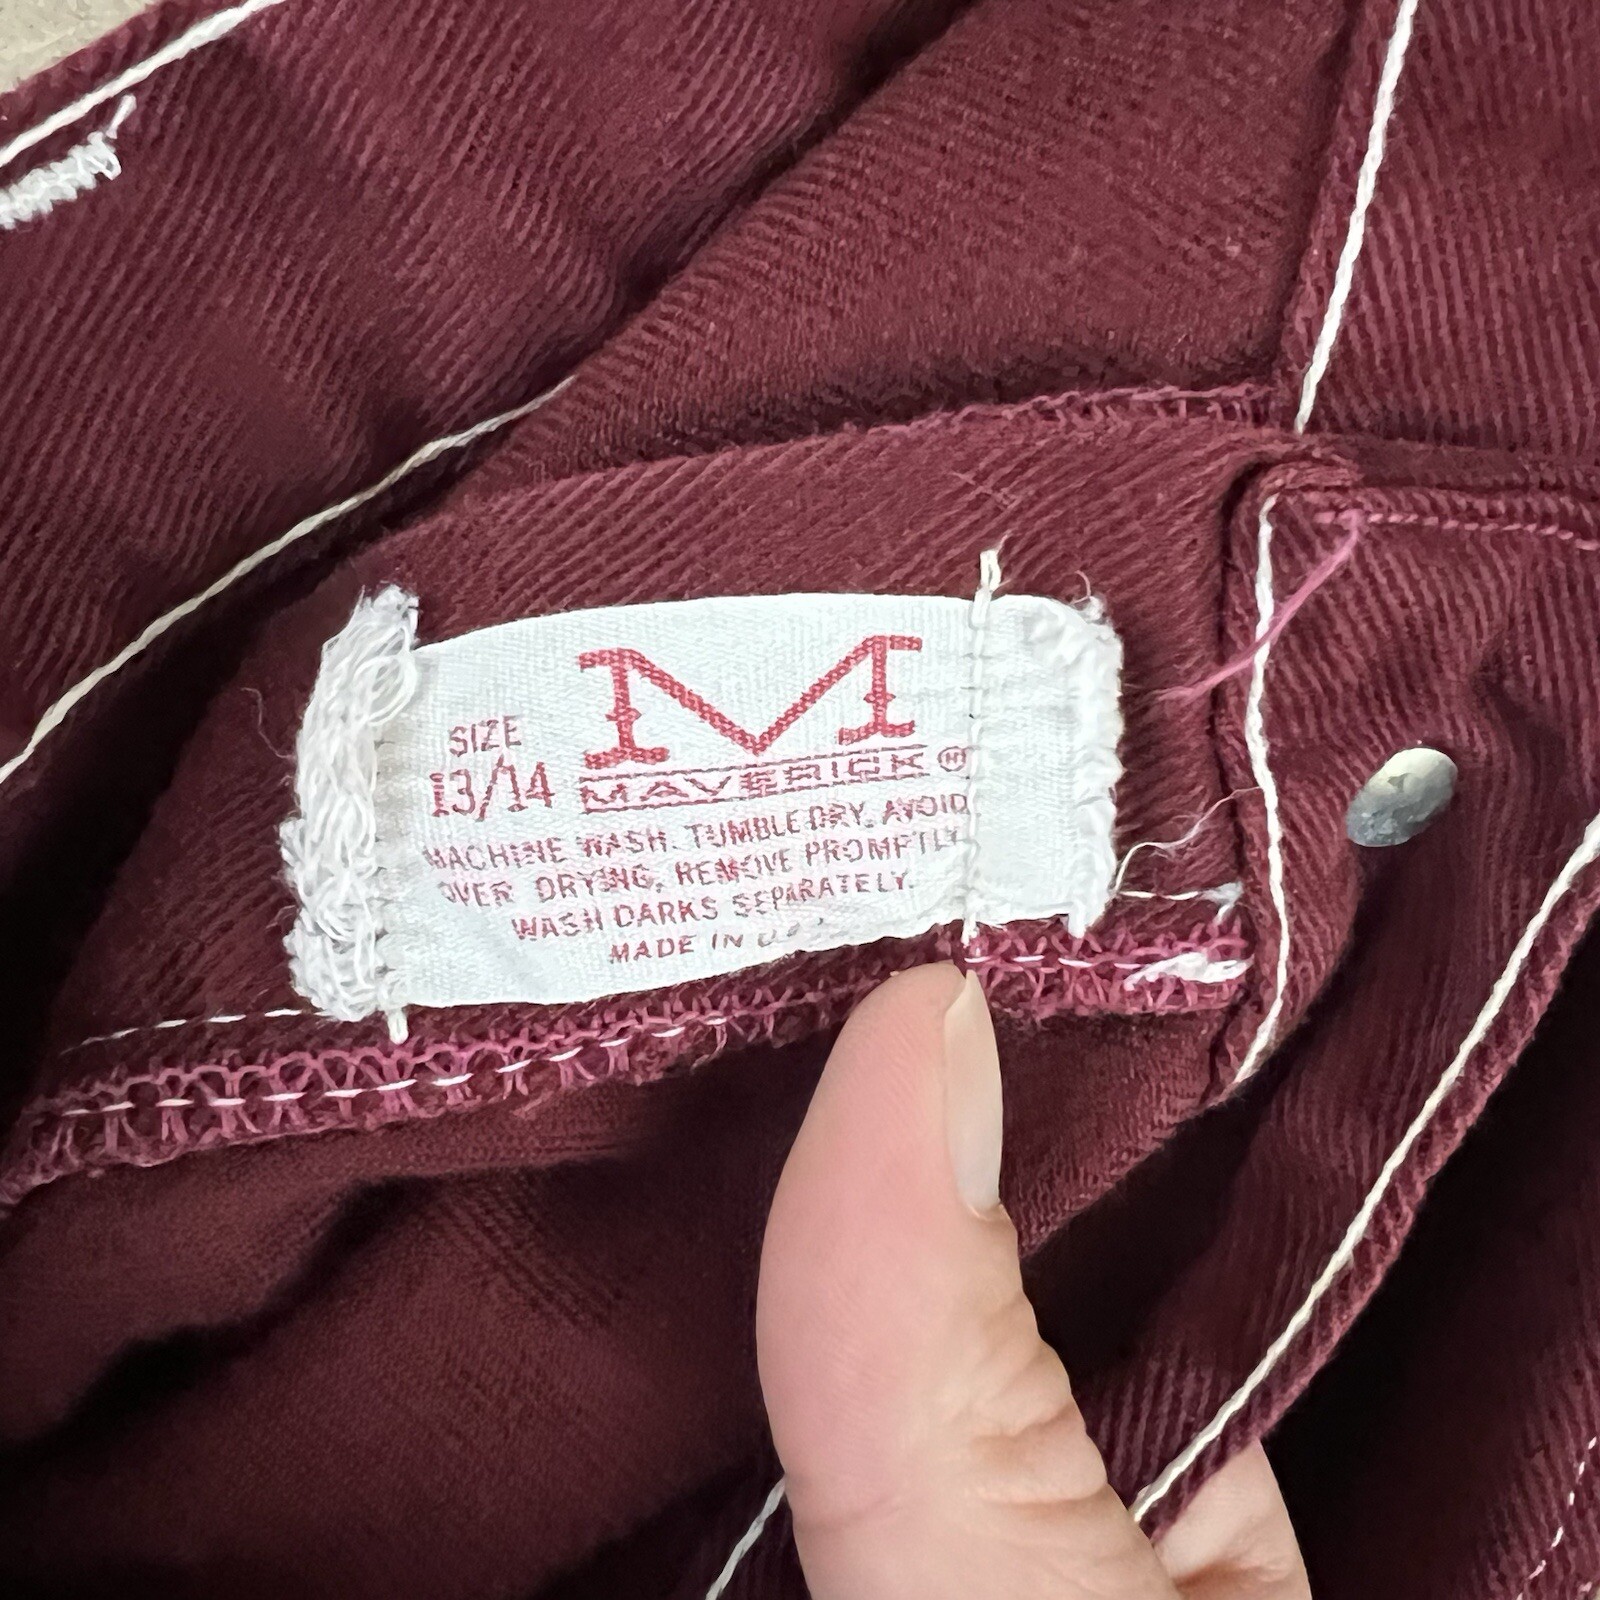 M
SIZE
13/14
MAVERICK®
MACHINE WASH. TUMBLE DRY. AVOID
OVER DRYING, REMOVE PROMPTLY.
WASH DARKS SEPARATELY.
MADE IN